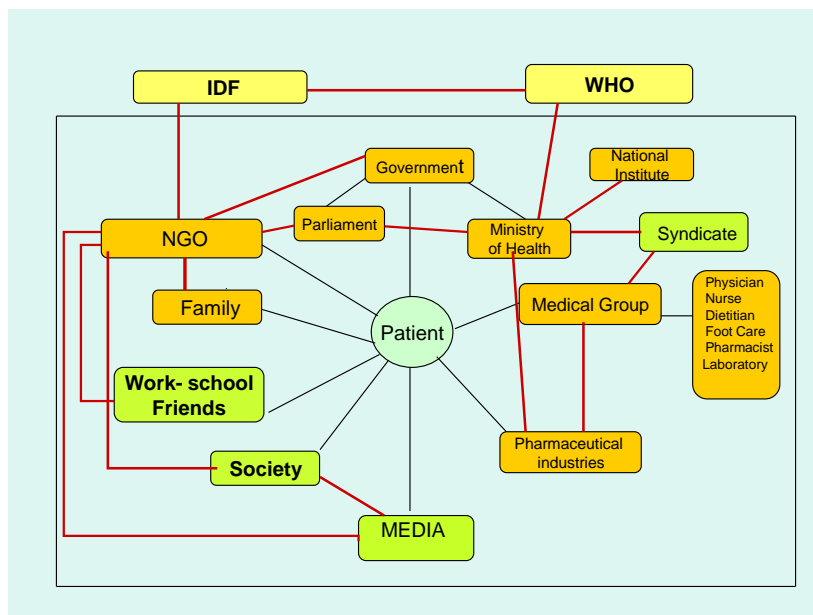 IDF
WHO
Government
National
Institute
Parliament
NGO
Ministry
of Health
Syndicate
Family
Medical Group
Physician
Nurse
Dietitian
Foot Care
Pharmacist
Laboratory
Patient
Work- school
Friends
Pharmaceutical
industries
Society
MEDIA